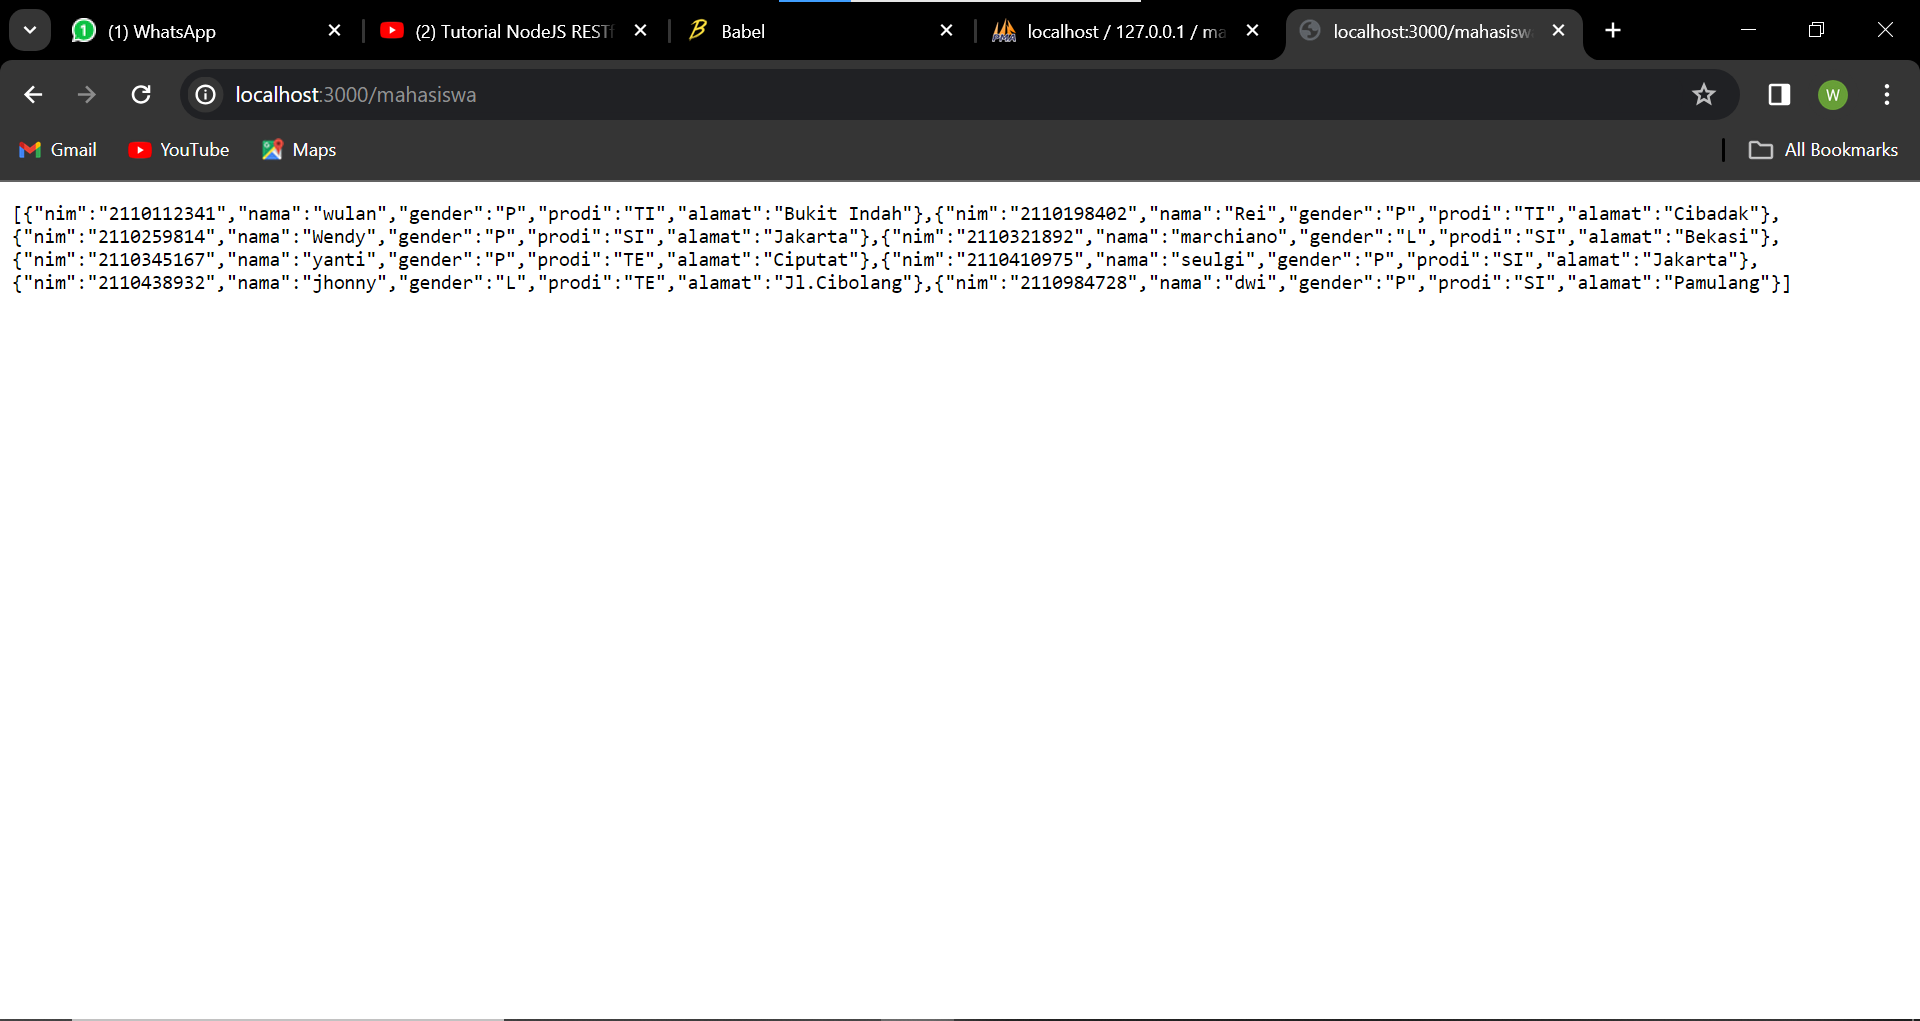 1 (1) WhatsApp
(2) Tutorial NodeJS REST
B Babel
PMA localhost / 127.0.0.1 / ma
localhost:3000/mahasisw
localhost:3000/mahasiswa
W
Gmail
YouTube
Maps
All Bookmarks
[{"nim":"2110112341","nama":"wulan","gender":"P","prodi":"TI","alamat":"Bukit Indah"},{"nim":"2110198402","nama":"Rei","gender":"P","prodi":"TI","alamat":"Cibadak"},
{"nim":"2110259814","nama":"Wendy","gender":"P","prodi":"SI","alamat":"Jakarta"},{"nim":"2110321892","nama":"marchiano","gender":"L","prodi":"SI","alamat":"Bekasi"},
{"nim":"2110345167","nama":"yanti","gender":"P","prodi":"TE","alamat":"Ciputat"},{"nim":"2110410975","nama":"seulgi","gender":"P","prodi":"SI","alamat":"Jakarta"},
{"nim":"2110438932","nama":"jhonny","gender":"L","prodi":"TE","alamat":"Jl.Cibolang"},{"nim":"2110984728","nama":"dwi","gender":"P","prodi":"SI","alamat":"Pamulang"}]